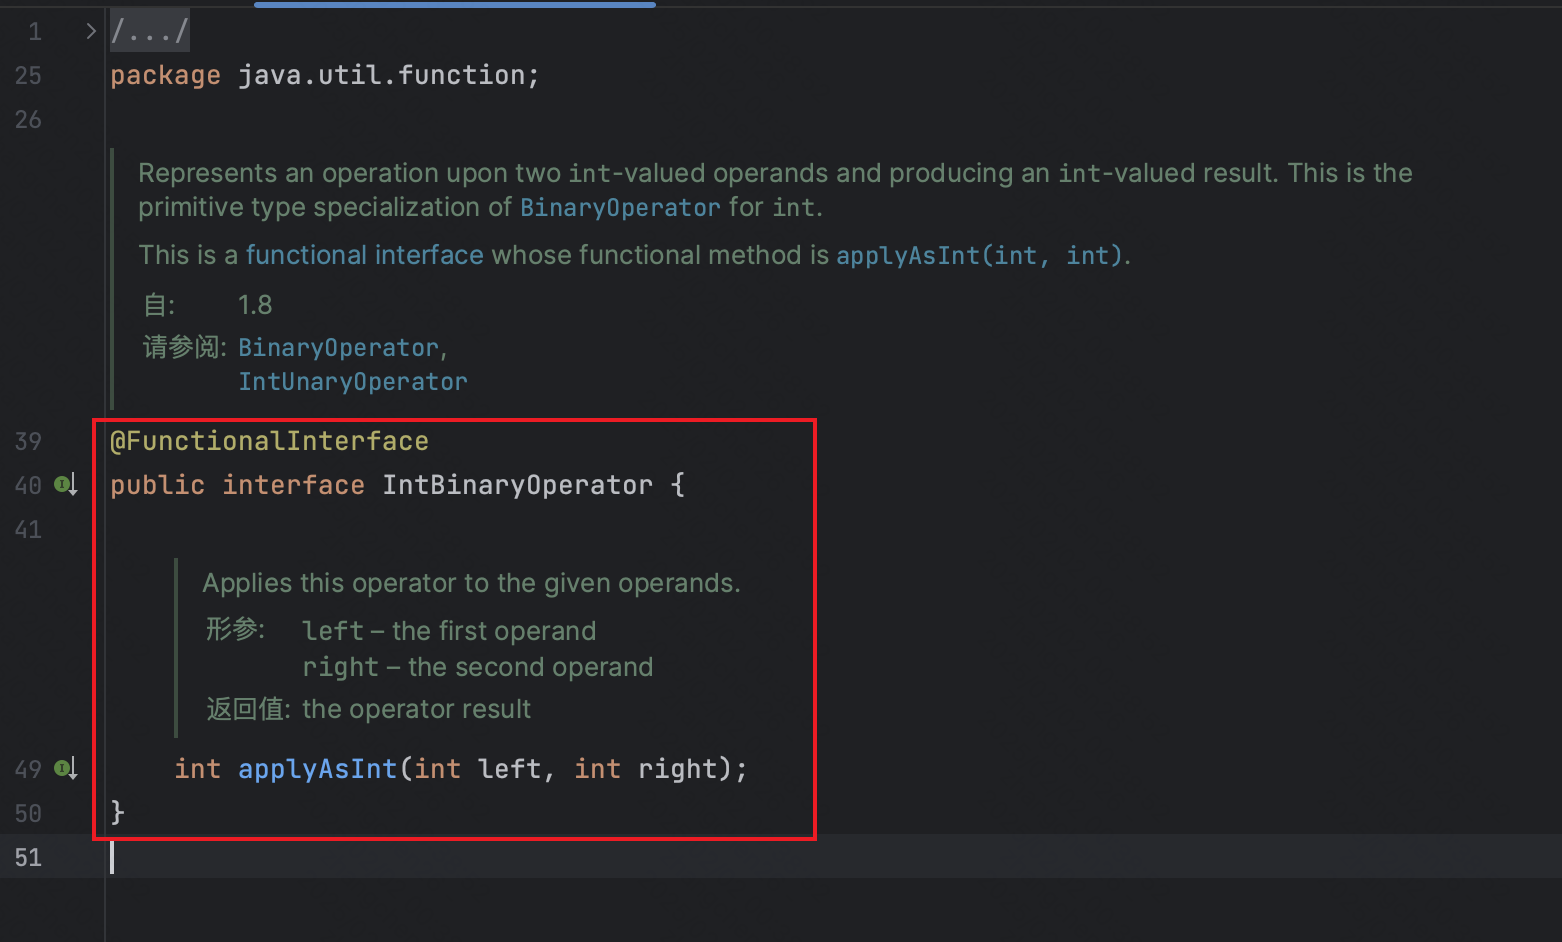 1 /.../
25 package java.util.function;
26
Represents an operation upon two int-valued operands and producing an int-valued result. This is the
primitive type specialization of BinaryOperator for int.
This is a functional interface whose functional method is applyAsInt(int, int).
自: 1.8
请参阅: BinaryOperator,
IntUnaryOperator
39 @FunctionalInterface
40 public interface IntBinaryOperator {
41
Applies this operator to the given operands.
形参: left – the first operand
right – the second operand
返回值: the operator result
49 int applyAsInt(int left, int right);
50 }
51